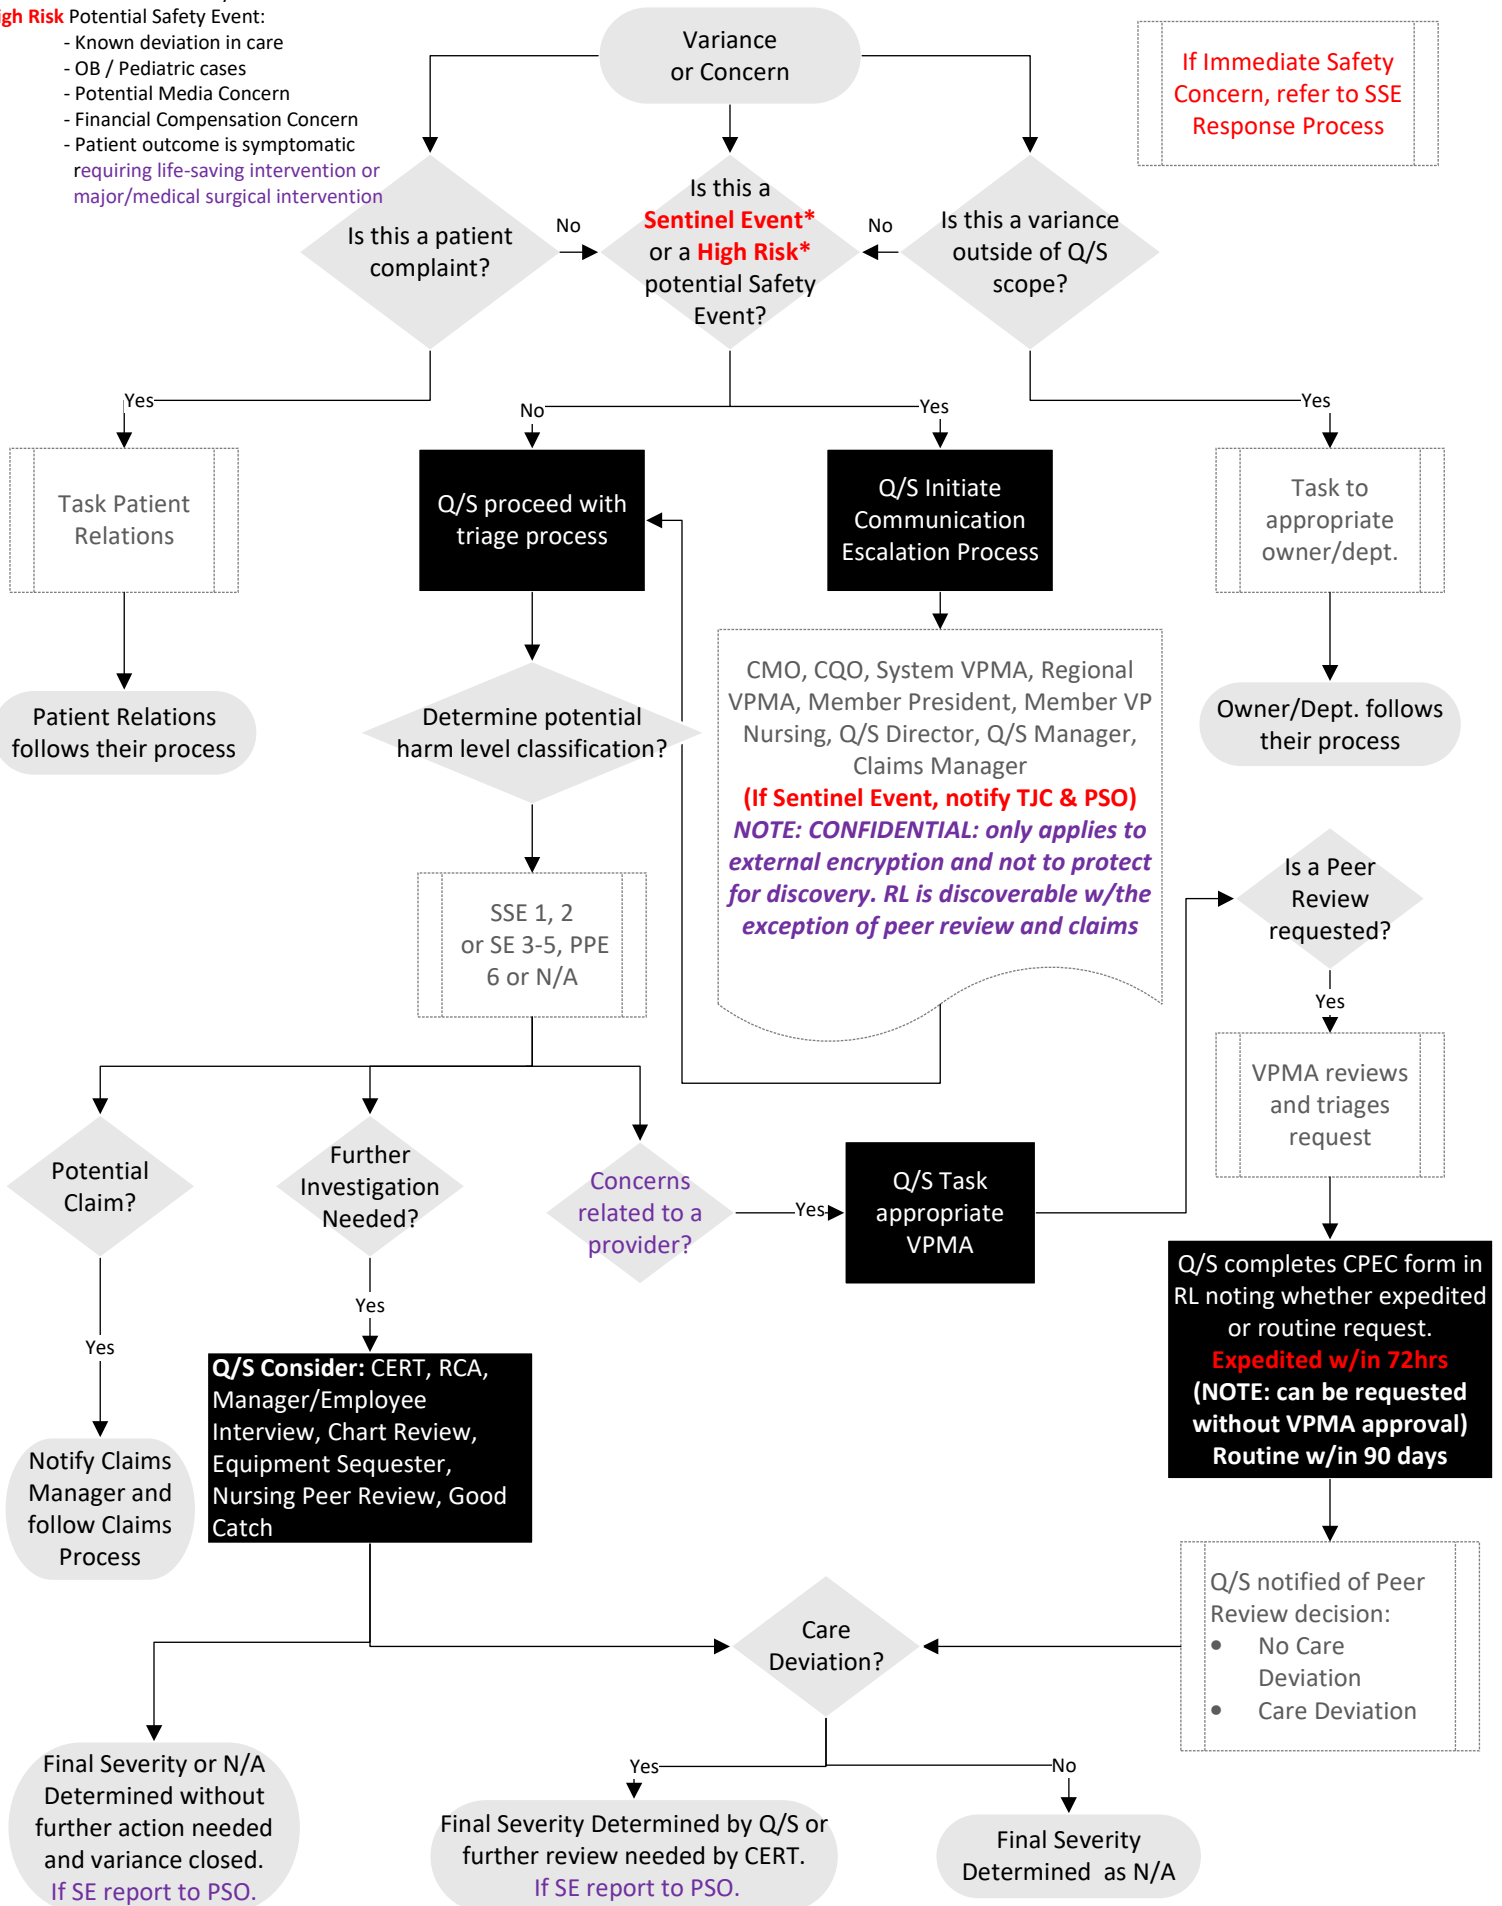 Risk Potential Safety Event:
- Known deviation in care
- OB / Pediatric cases
- Potential Media Concern
- Financial Compensation Concern
- Patient outcome is symptomatic
requiring life-saving intervention or
major/medical surgical intervention
Variance
or Concern
If Immediate Safety
Concern, refer to SSE
Response Process
Is this a patient
complaint?
No
Is this a
Sentinel Event*
or a High Risk*
potential Safety
Event?
No
Is this a variance
outside of Q/S
scope?
Yes
No
Yes
Yes
Task Patient
Relations
Q/S proceed with
triage process
Q/S Initiate
Communication
Escalation Process
Task to
appropriate
owner/dept.
Patient Relations
follows their process
Determine potential
harm level classification?
CMO, CQO, System VPMA, Regional
VPMA, Member President, Member VP
Nursing, Q/S Director, Q/S Manager,
Claims Manager
(If Sentinel Event, notify TJC & PSO)
NOTE: CONFIDENTIAL: only applies to
external encryption and not to protect
for discovery. RL is discoverable w/the
exception of peer review and claims
Owner/Dept. follows
their process
SSE 1, 2
or SE 3-5, PPE
6 or N/A
Is a Peer
Review
requested?
Yes
VPMA reviews
and triages
request
Potential
Claim?
Further
Investigation
Needed?
Concerns
related to a
provider?
Yes
Q/S Task
appropriate
VPMA
Yes
Yes
Q/S completes CPEC form in
RL noting whether expedited
or routine request.
Expedited w/in 72hrs
(NOTE: can be requested
without VPMA approval)
Routine w/in 90 days
Notify Claims
Manager and
follow Claims
Process
Q/S Consider: CERT, RCA,
Manager/Employee
Interview, Chart Review,
Equipment Sequester,
Nursing Peer Review, Good
Catch
Q/S notified of Peer
Review decision:
• No Care
Deviation
• Care Deviation
Care
Deviation?
Yes
No
Final Severity or N/A
Determined without
further action needed
and variance closed.
If SE report to PSO.
Final Severity Determined by Q/S or
further review needed by CERT.
If SE report to PSO.
Final Severity
Determined as N/A